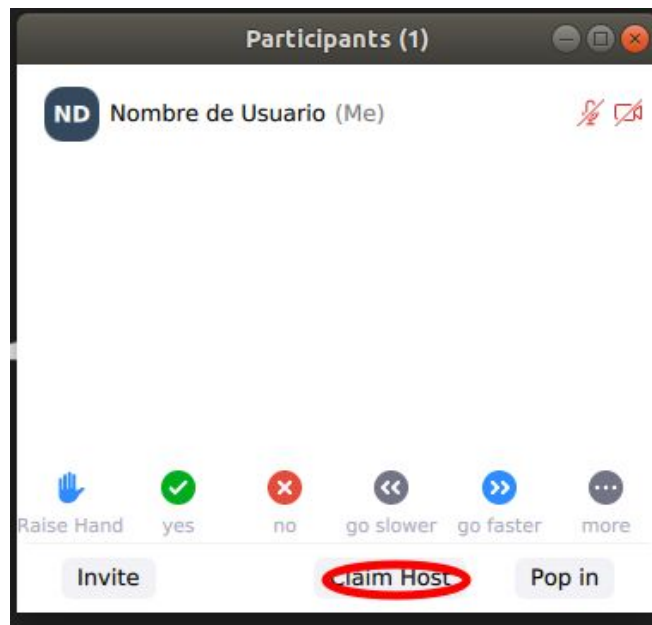 Participants (1)
ND Nombre de Usuario (Me)
Raise Hand yes no go slower go faster more
Invite Claim Host Pop in